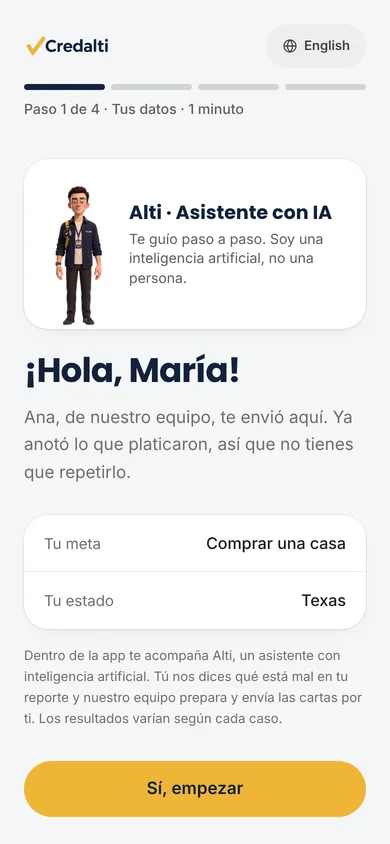 Credalti
English
Paso 1 de 4 · Tus datos · 1 minuto
Alti · Asistente con IA
Te guío paso a paso. Soy una
inteligencia artificial, no una
persona.
¡Hola, María!
Ana, de nuestro equipo, te envió aquí. Ya
anotó lo que platicaron, así que no tienes
que repetirlo.
Tu meta Comprar una casa
Tu estado Texas
Dentro de la app te acompaña Alti, un asistente con
inteligencia artificial. Tú nos dices qué está mal en tu
reporte y nuestro equipo prepara y envía las cartas por
ti. Los resultados varían según cada caso.
Sí, empezar